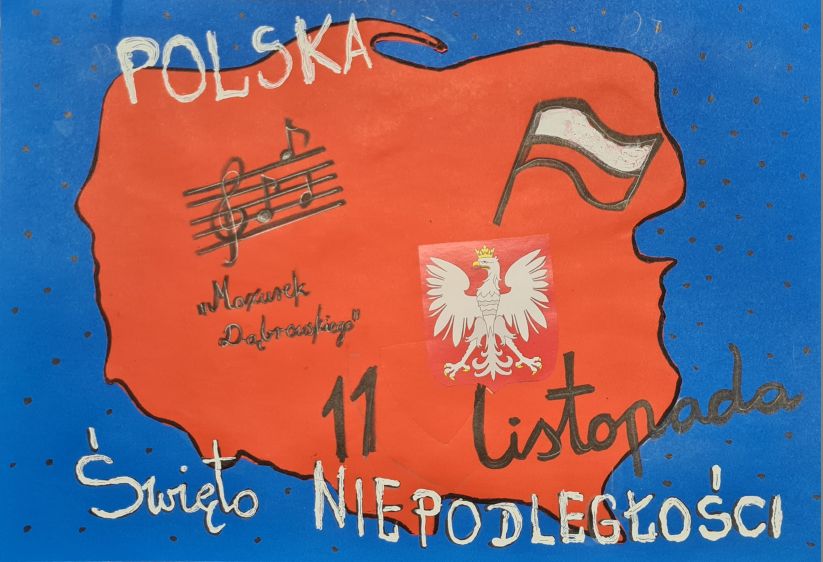 POLSKA
„Mazurek
Dąbrowskiego"
11 listopada
Święto NIEPODLEGŁOŚCI